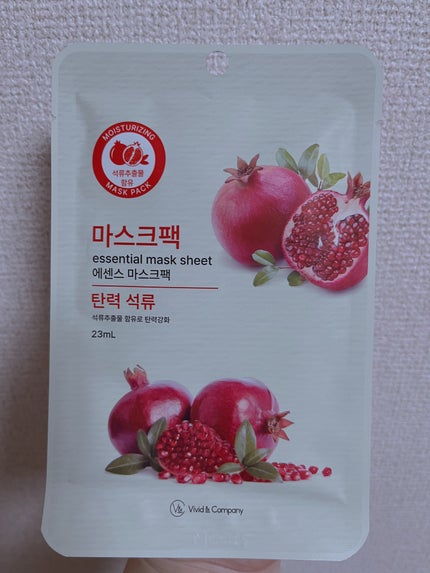 MOISTURIZING
석류추출물
함유
MASK PACK
마스크팩
essential mask sheet
에센스 마스크팩
탄력 석류
석류추출물 함유로 탄력강화
23mL
V&
Vivid & Company